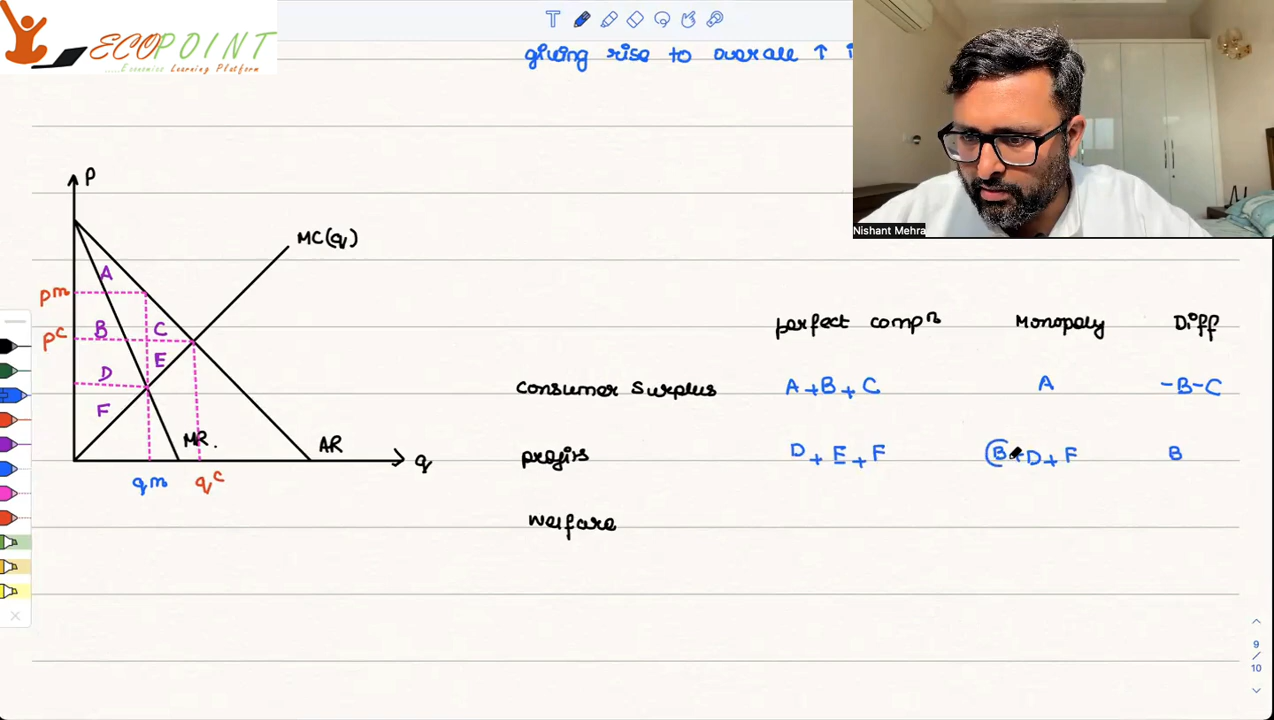 ECOPOINT
Economics Learning Platform
giving rise to overall ↑ i
Nishant Mehra
P
MC(q)
A
pm
perfect compn Monopoly Diff
B C
pc
E
D
Consumer Surplus A+B+C A -B-C
F
MR. AR
q
profits D+E+F (B+D+F B
qm qc
welfare
9
10